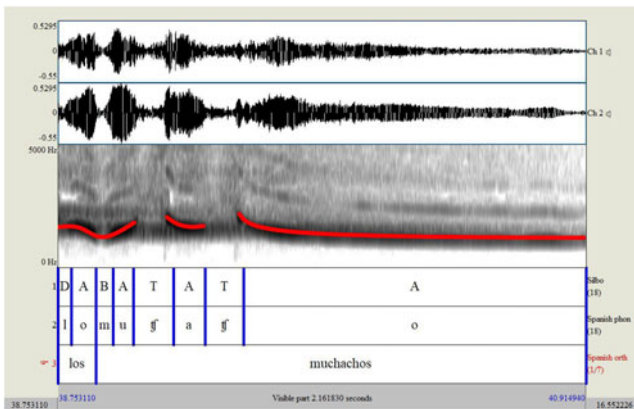 0.5295
0
-0.55
Ch 1
0.5295
0
-0.55
Ch 2
5000 Hz
0 Hz
1 D A B A T A T A Silbo (18)
2 l o m u ʧ a ʧ o Spanish phon (18)
3 los muchachos Spanish orth (1/7)
38.753110 Visible part 2.161830 seconds 40.914940
38.753110 16.552226